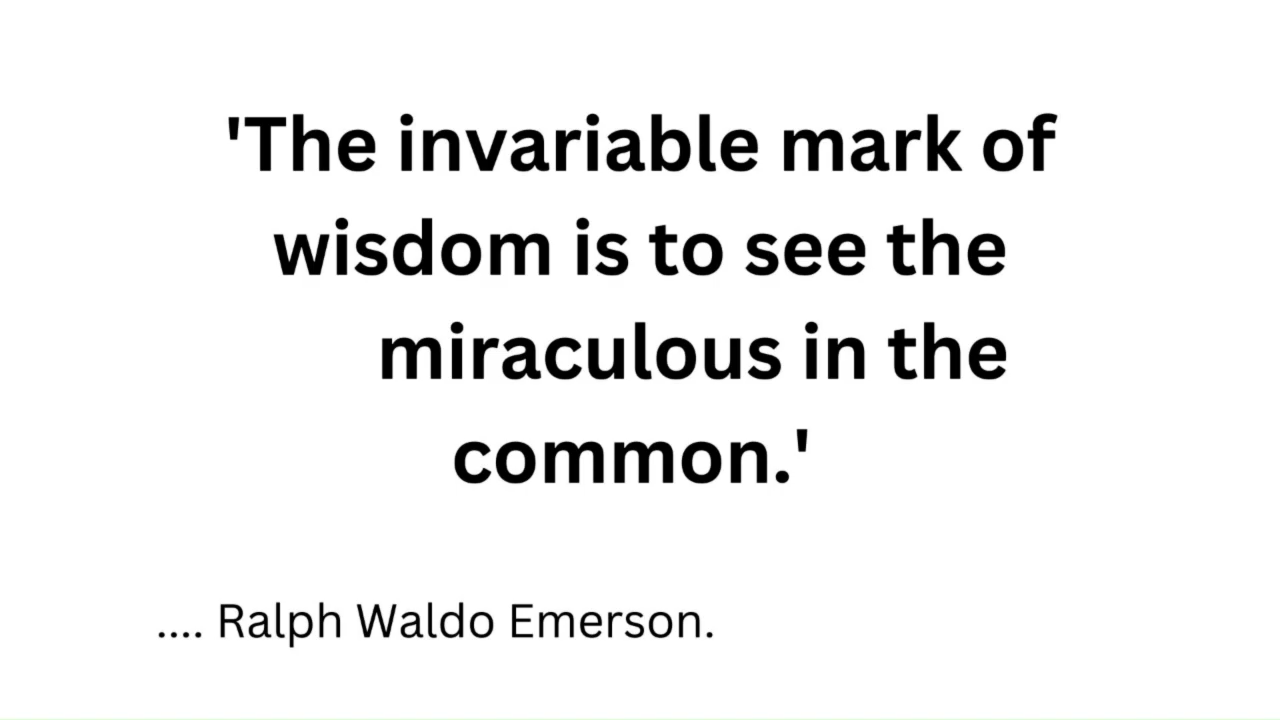 'The invariable mark of
wisdom is to see the
miraculous in the
common.'
.... Ralph Waldo Emerson.